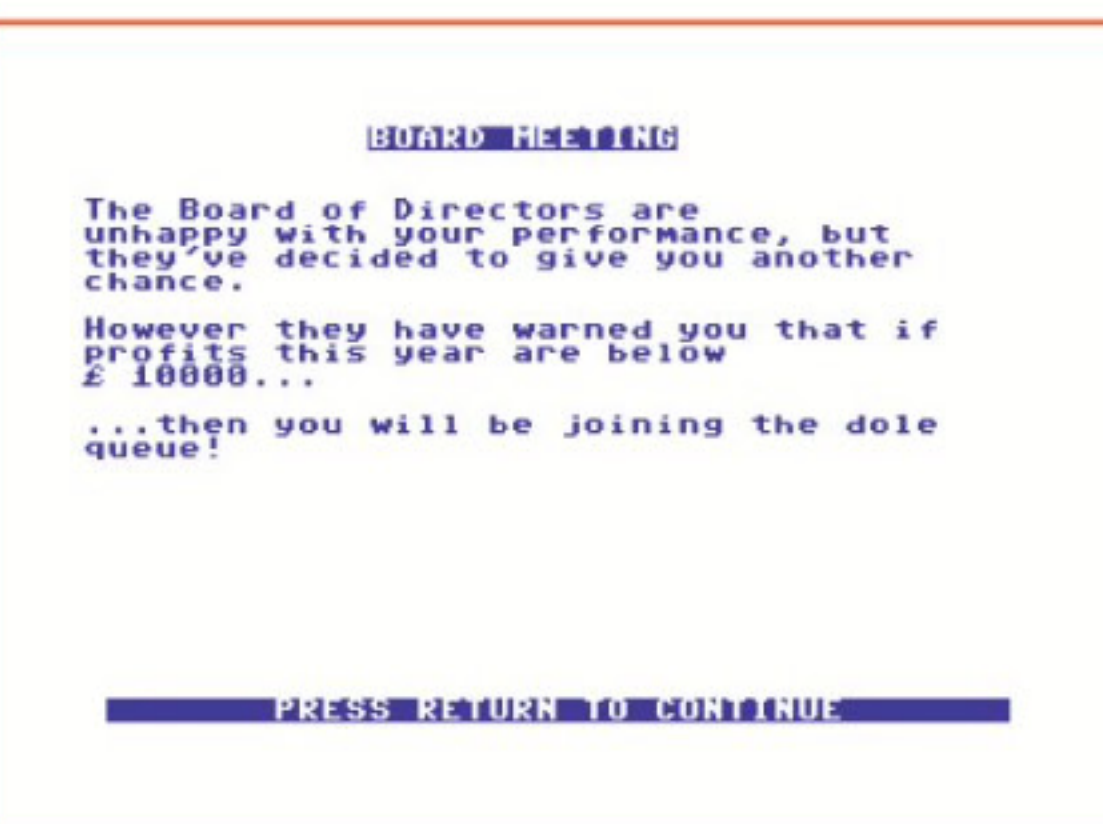 BOARD MEETING
The Board of Directors are
unhappy with your performance, but
they've decided to give you another
chance.
However they have warned you that if
profits this year are below
£ 10000...
...then you will be joining the dole
queue!
PRESS RETURN TO CONTINUE